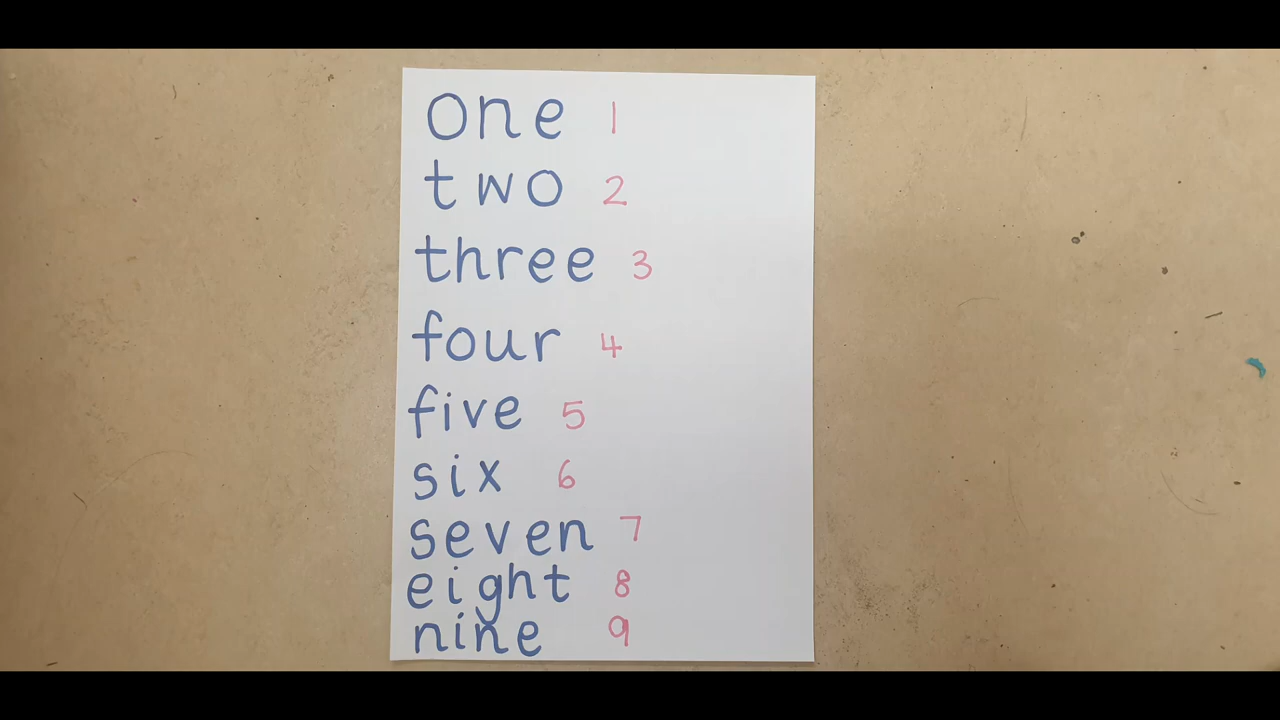 one 1
two 2
three 3
four 4
five 5
six 6
seven 7
eight 8
nine 9